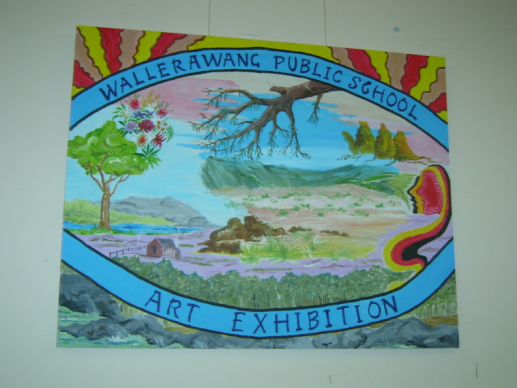 WALLERAWANG PUBLIC SCHOOL
ART EXHIBITION